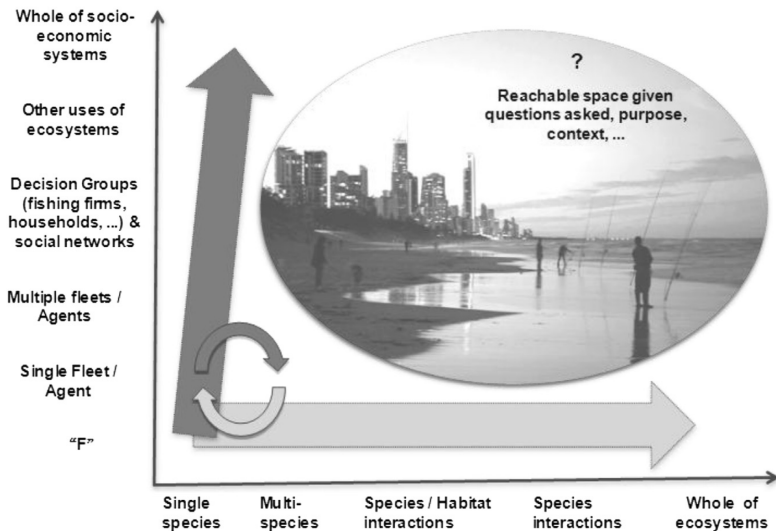 Whole of socio-
economic
systems
Other uses of
ecosystems
Decision Groups
(fishing firms,
households, ...) &
social networks
Multiple fleets /
Agents
Single Fleet /
Agent
“F”
?
Reachable space given
questions asked, purpose,
context, ...
Single
species
Multi-
species
Species / Habitat
interactions
Species
interactions
Whole of
ecosystems